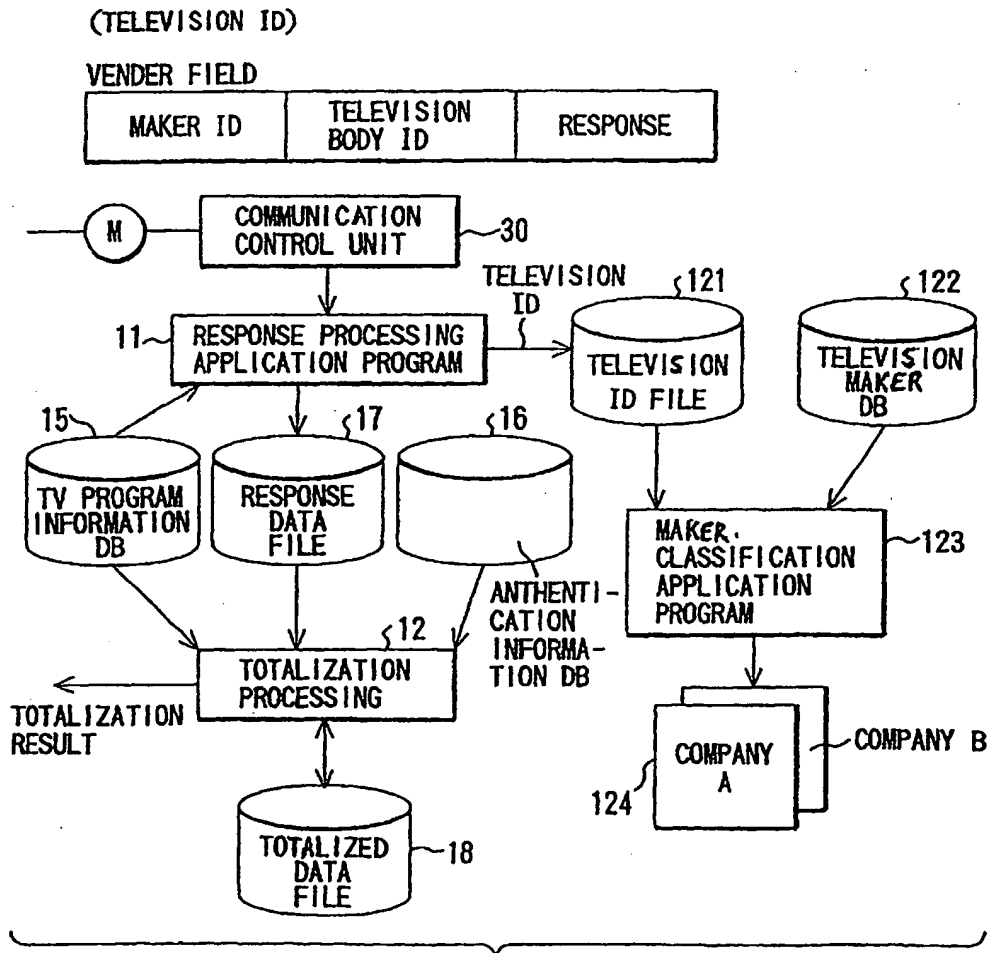 (TELEVISION ID)
VENDER FIELD
MAKER ID
TELEVISION
BODY ID
RESPONSE
M
COMMUNICATION
CONTROL UNIT
30
TELEVISION
ID
121
122
11
RESPONSE PROCESSING
APPLICATION PROGRAM
TELEVISION
ID FILE
TELEVISION
MAKER
DB
15
17
16
TV PROGRAM
INFORMATION
DB
RESPONSE
DATA
FILE
MAKER.
CLASSIFICATION
APPLICATION
PROGRAM
123
ANTHENTI-
CATION
INFORMA-
TION DB
12
TOTALIZATION
PROCESSING
TOTALIZATION
RESULT
COMPANY
A
COMPANY B
124
TOTALIZED
DATA
FILE
18